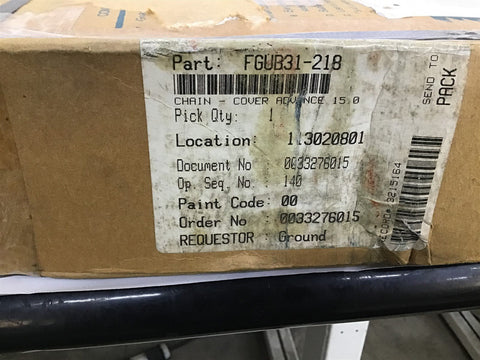 Part: FGUB31-218
CHAIN - COVER ADVANCE 15.0
Pick Qty: 1
Location: 113020801
Document No 0033276015
Op. Seq No. : 140
Paint Code: 00
Order No : 0033276015
REQUESTOR : Ground
SEND TO
PACK